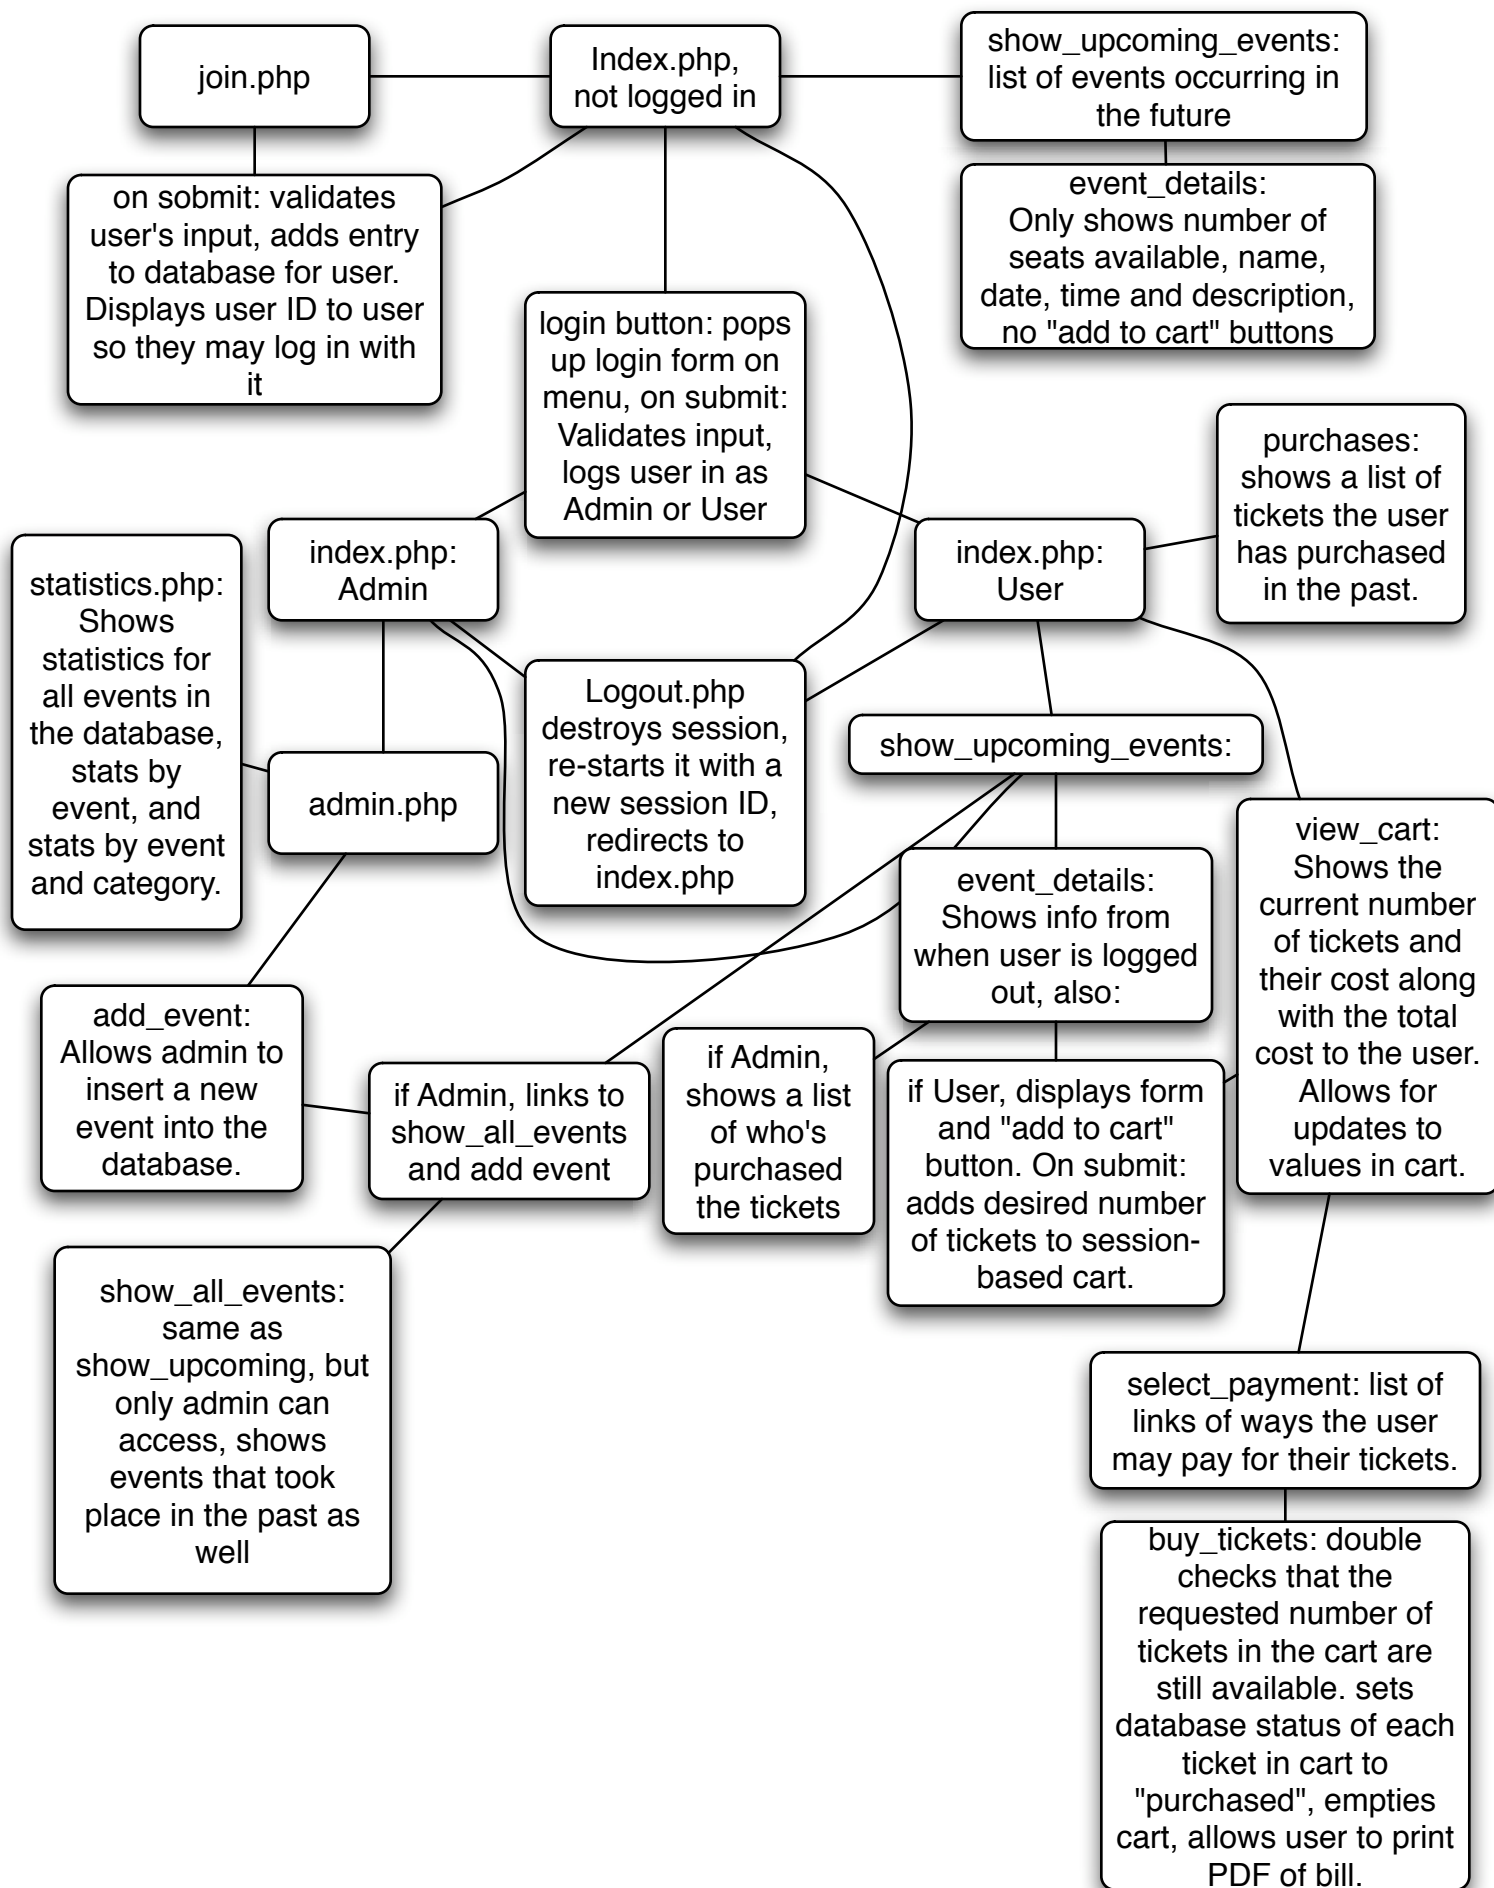 join.php
Index.php,
not logged in
show_upcoming_events:
list of events occurring in
the future
on sobmit: validates
user's input, adds entry
to database for user.
Displays user ID to user
so they may log in with
it
event_details:
Only shows number of
seats available, name,
date, time and description,
no "add to cart" buttons
login button: pops
up login form on
menu, on submit:
Validates input,
logs user in as
Admin or User
purchases:
shows a list of
tickets the user
has purchased
in the past.
statistics.php:
Shows
statistics for
all events in
the database,
stats by
event, and
stats by event
and category.
index.php:
Admin
index.php:
User
Logout.php
destroys session,
re-starts it with a
new session ID,
redirects to
index.php
show_upcoming_events:
admin.php
view_cart:
Shows the
current number
of tickets and
their cost along
with the total
cost to the user.
Allows for
updates to
values in cart.
event_details:
Shows info from
when user is logged
out, also:
add_event:
Allows admin to
insert a new
event into the
database.
if Admin, links to
show_all_events
and add event
if Admin,
shows a list
of who's
purchased
the tickets
if User, displays form
and "add to cart"
button. On submit:
adds desired number
of tickets to session-
based cart.
show_all_events:
same as
show_upcoming, but
only admin can
access, shows
events that took
place in the past as
well
select_payment: list of
links of ways the user
may pay for their tickets.
buy_tickets: double
checks that the
requested number of
tickets in the cart are
still available. sets
database status of each
ticket in cart to
"purchased", empties
cart, allows user to print
PDF of bill.